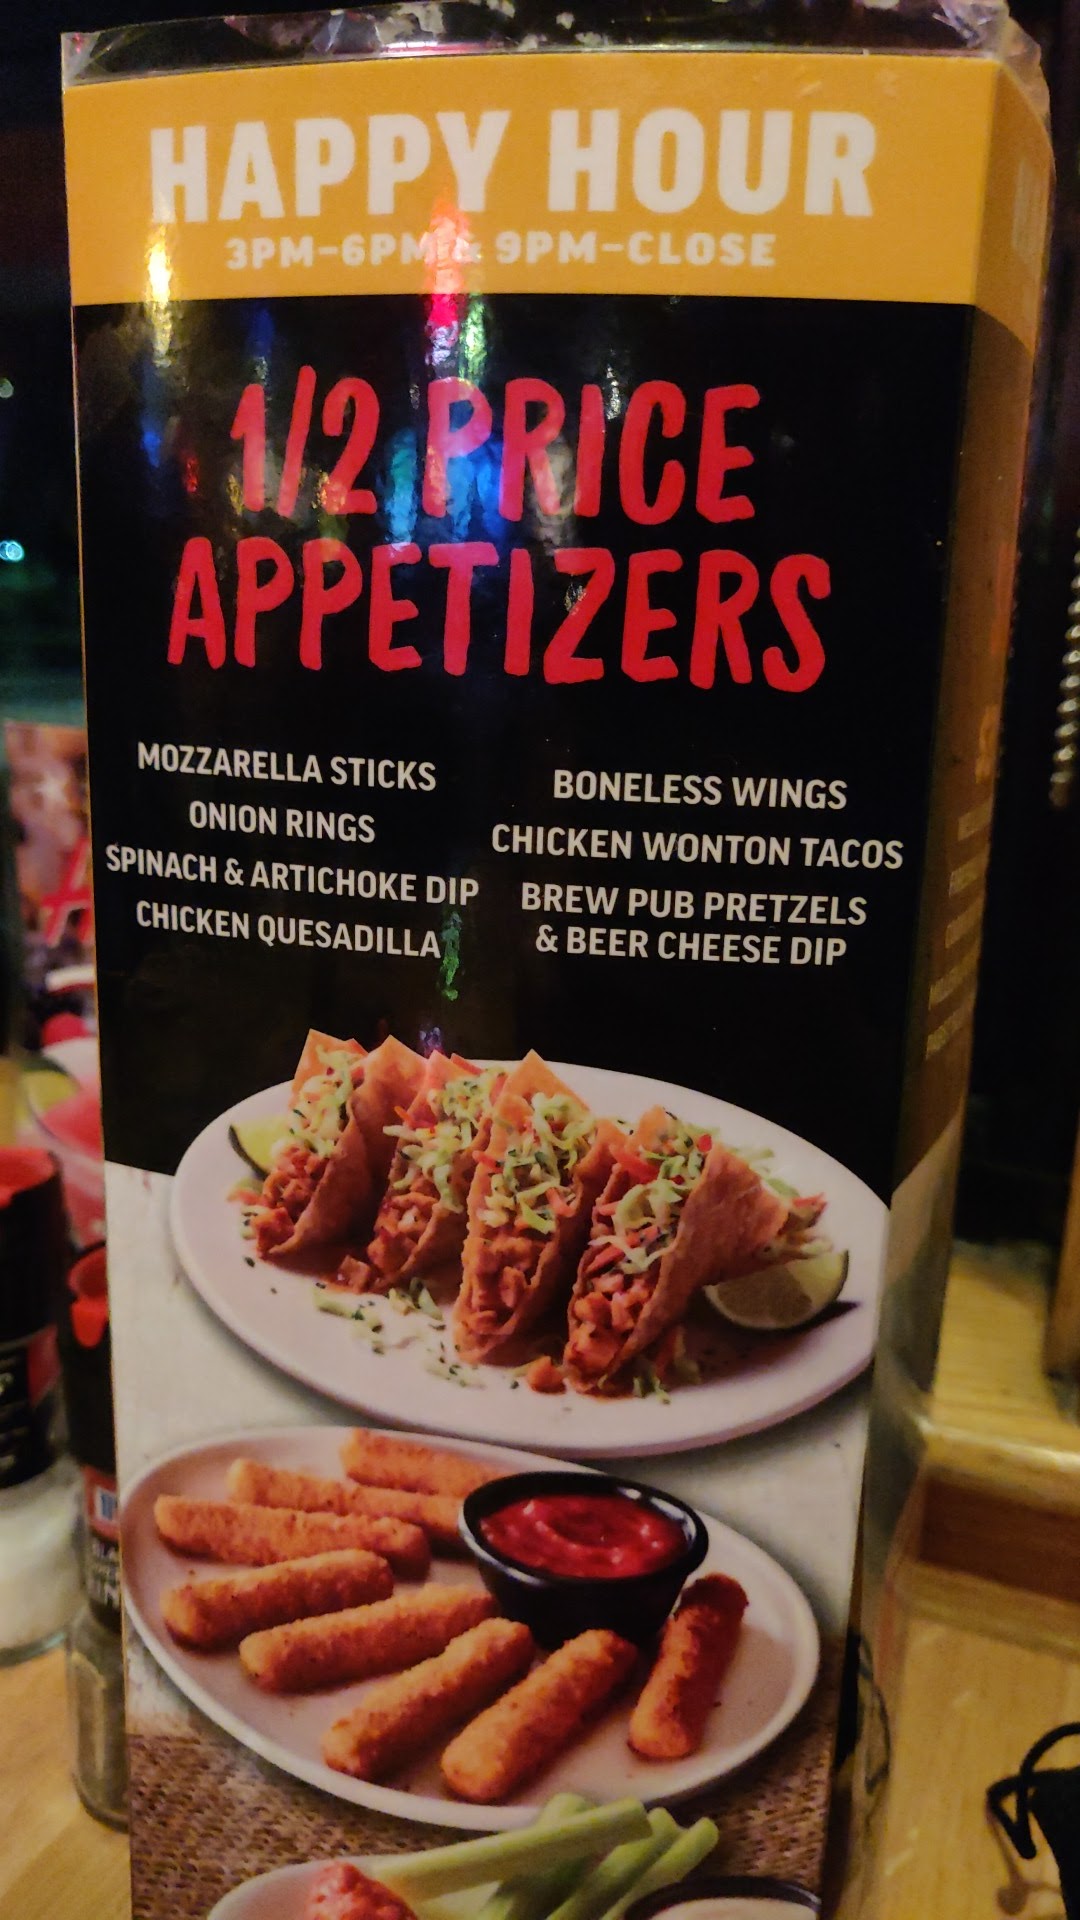 HAPPY HOUR
3PM-6PM & 9PM-CLOSE
1/2 PRICE
APPETIZERS
MOZZARELLA STICKS
ONION RINGS
SPINACH & ARTICHOKE DIP
CHICKEN QUESADILLA
BONELESS WINGS
CHICKEN WONTON TACOS
BREW PUB PRETZELS
& BEER CHEESE DIP